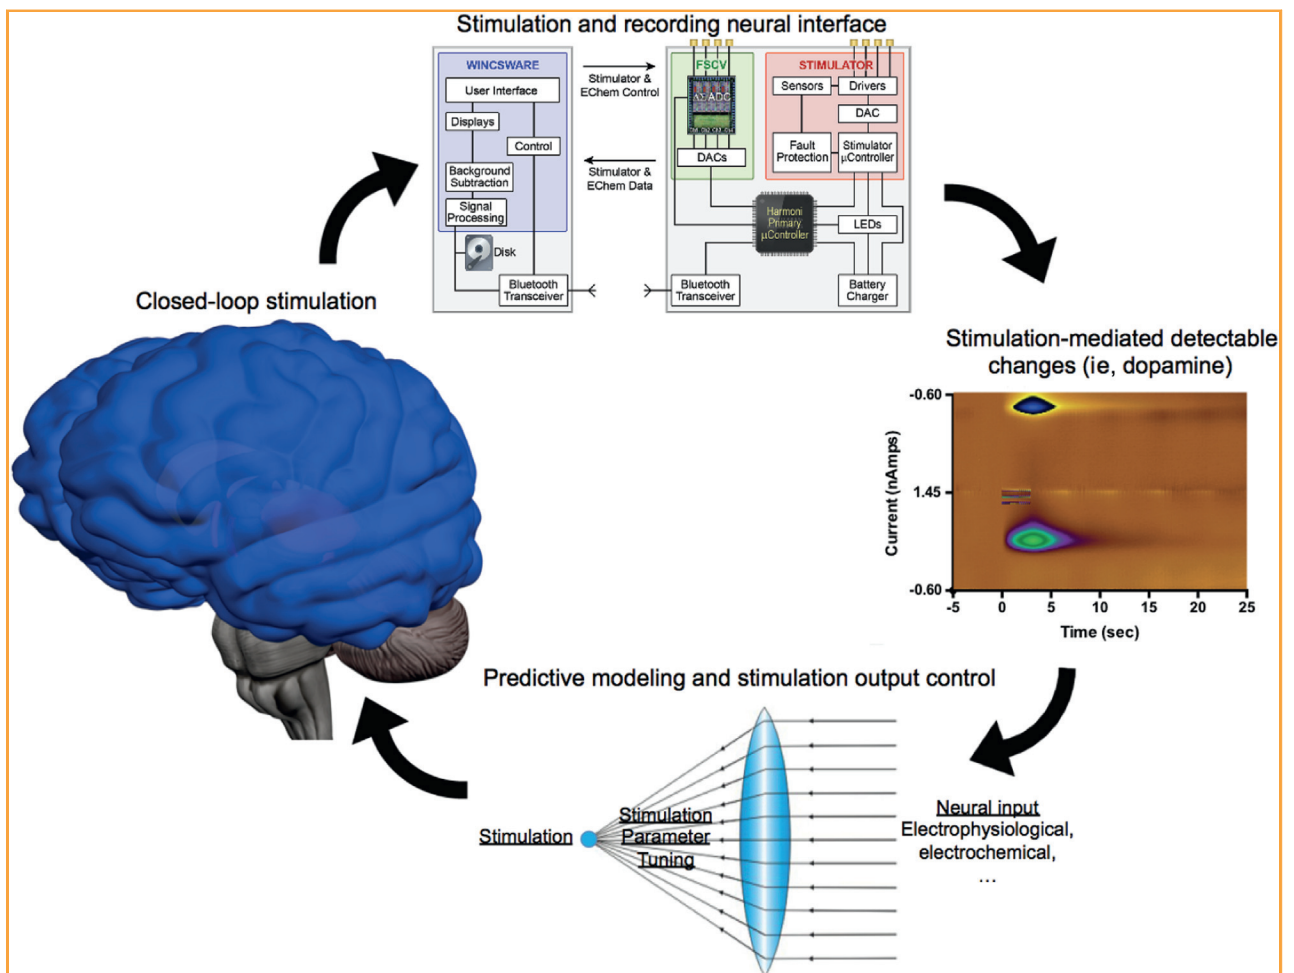 Stimulation and recording neural interface
WINCSWARE
User Interface
Displays
Control
Background
Subtraction
Signal
Processing
Disk
Bluetooth
Transceiver
Stimulator &
EChem Control
Stimulator &
EChem Data
FSCV
ΔΣ ADC
DACs
STIMULATOR
Sensors
Drivers
DAC
Fault
Protection
Stimulator
µController
Harmoni
Primary
µController
LEDs
Bluetooth
Transceiver
Battery
Charger
Closed-loop stimulation
Stimulation-mediated detectable
changes (ie, dopamine)
-0.60
1.45
-0.60
Current (nAmps)
-5 0 5 10 15 20 25
Time (sec)
Predictive modeling and stimulation output control
Stimulation
Stimulation
Parameter
Tuning
Neural input
Electrophysiological,
electrochemical,
...